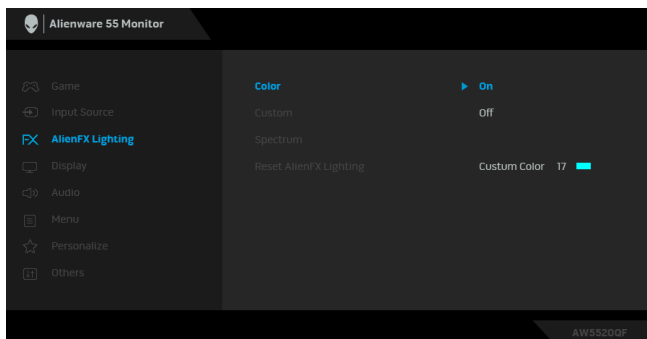 Alienware 55 Monitor
Game
Color
On
Input Source
Custom
Off
FX AlienFX Lighting
Spectrum
Display
Reset AlienFX Lighting
Custum Color 17
Audio
Menu
Personalize
Others
AW5520QF